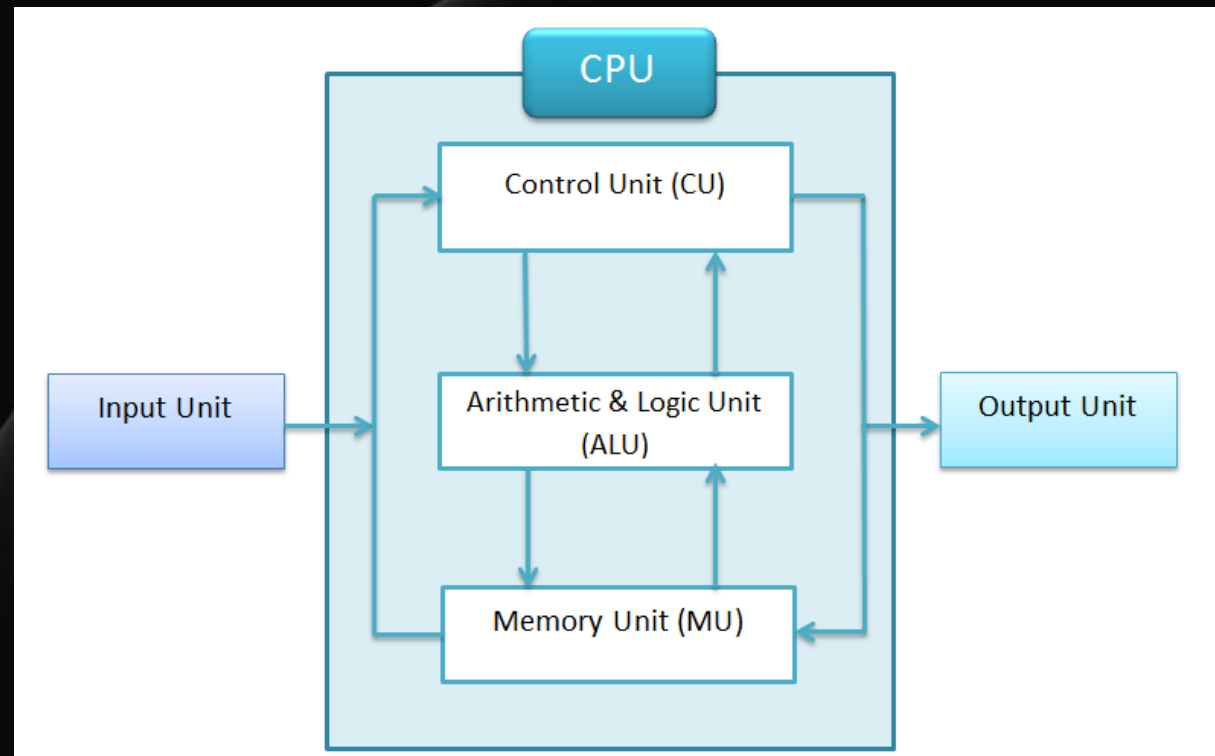 CPU
Control Unit (CU)
Input Unit
Arithmetic & Logic Unit
(ALU)
Output Unit
Memory Unit (MU)